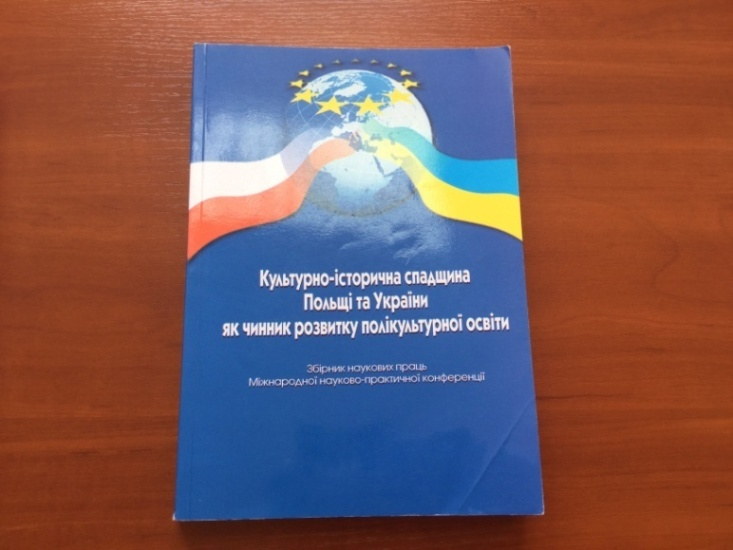 Культурно-історична спадщина
Польщі та України
як чинник розвитку полікультурної освіти
Збірник наукових праць
Міжнародної науково-практичної конференції